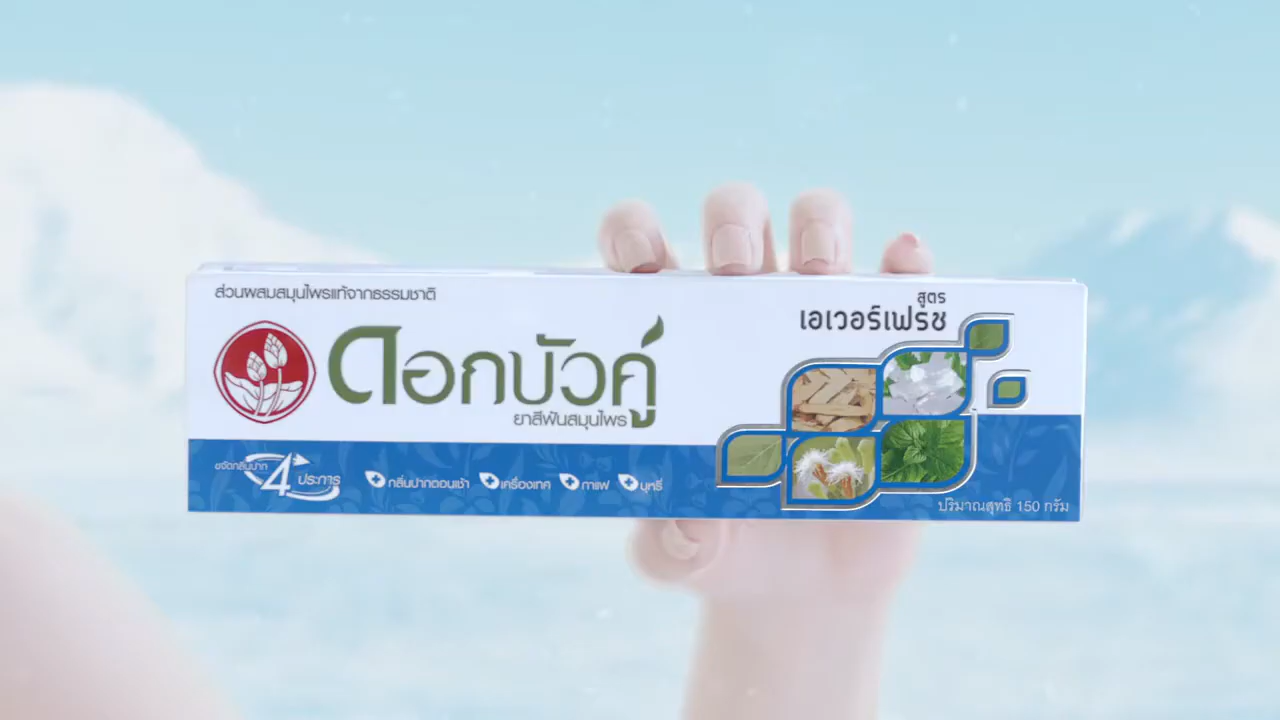 ส่วนผสมสมุนไพรแท้จากธรรมชาติ
สูตร
เอเวอร์เฟรช
ดอกบัวคู่
ยาสีฟันสมุนไพร
ขจัดกลิ่นปาก
4 ประการ
กลิ่นปากตอนเช้า เครื่องเทศ กาแฟ บุหรี่
ปริมาณสุทธิ 150 กรัม